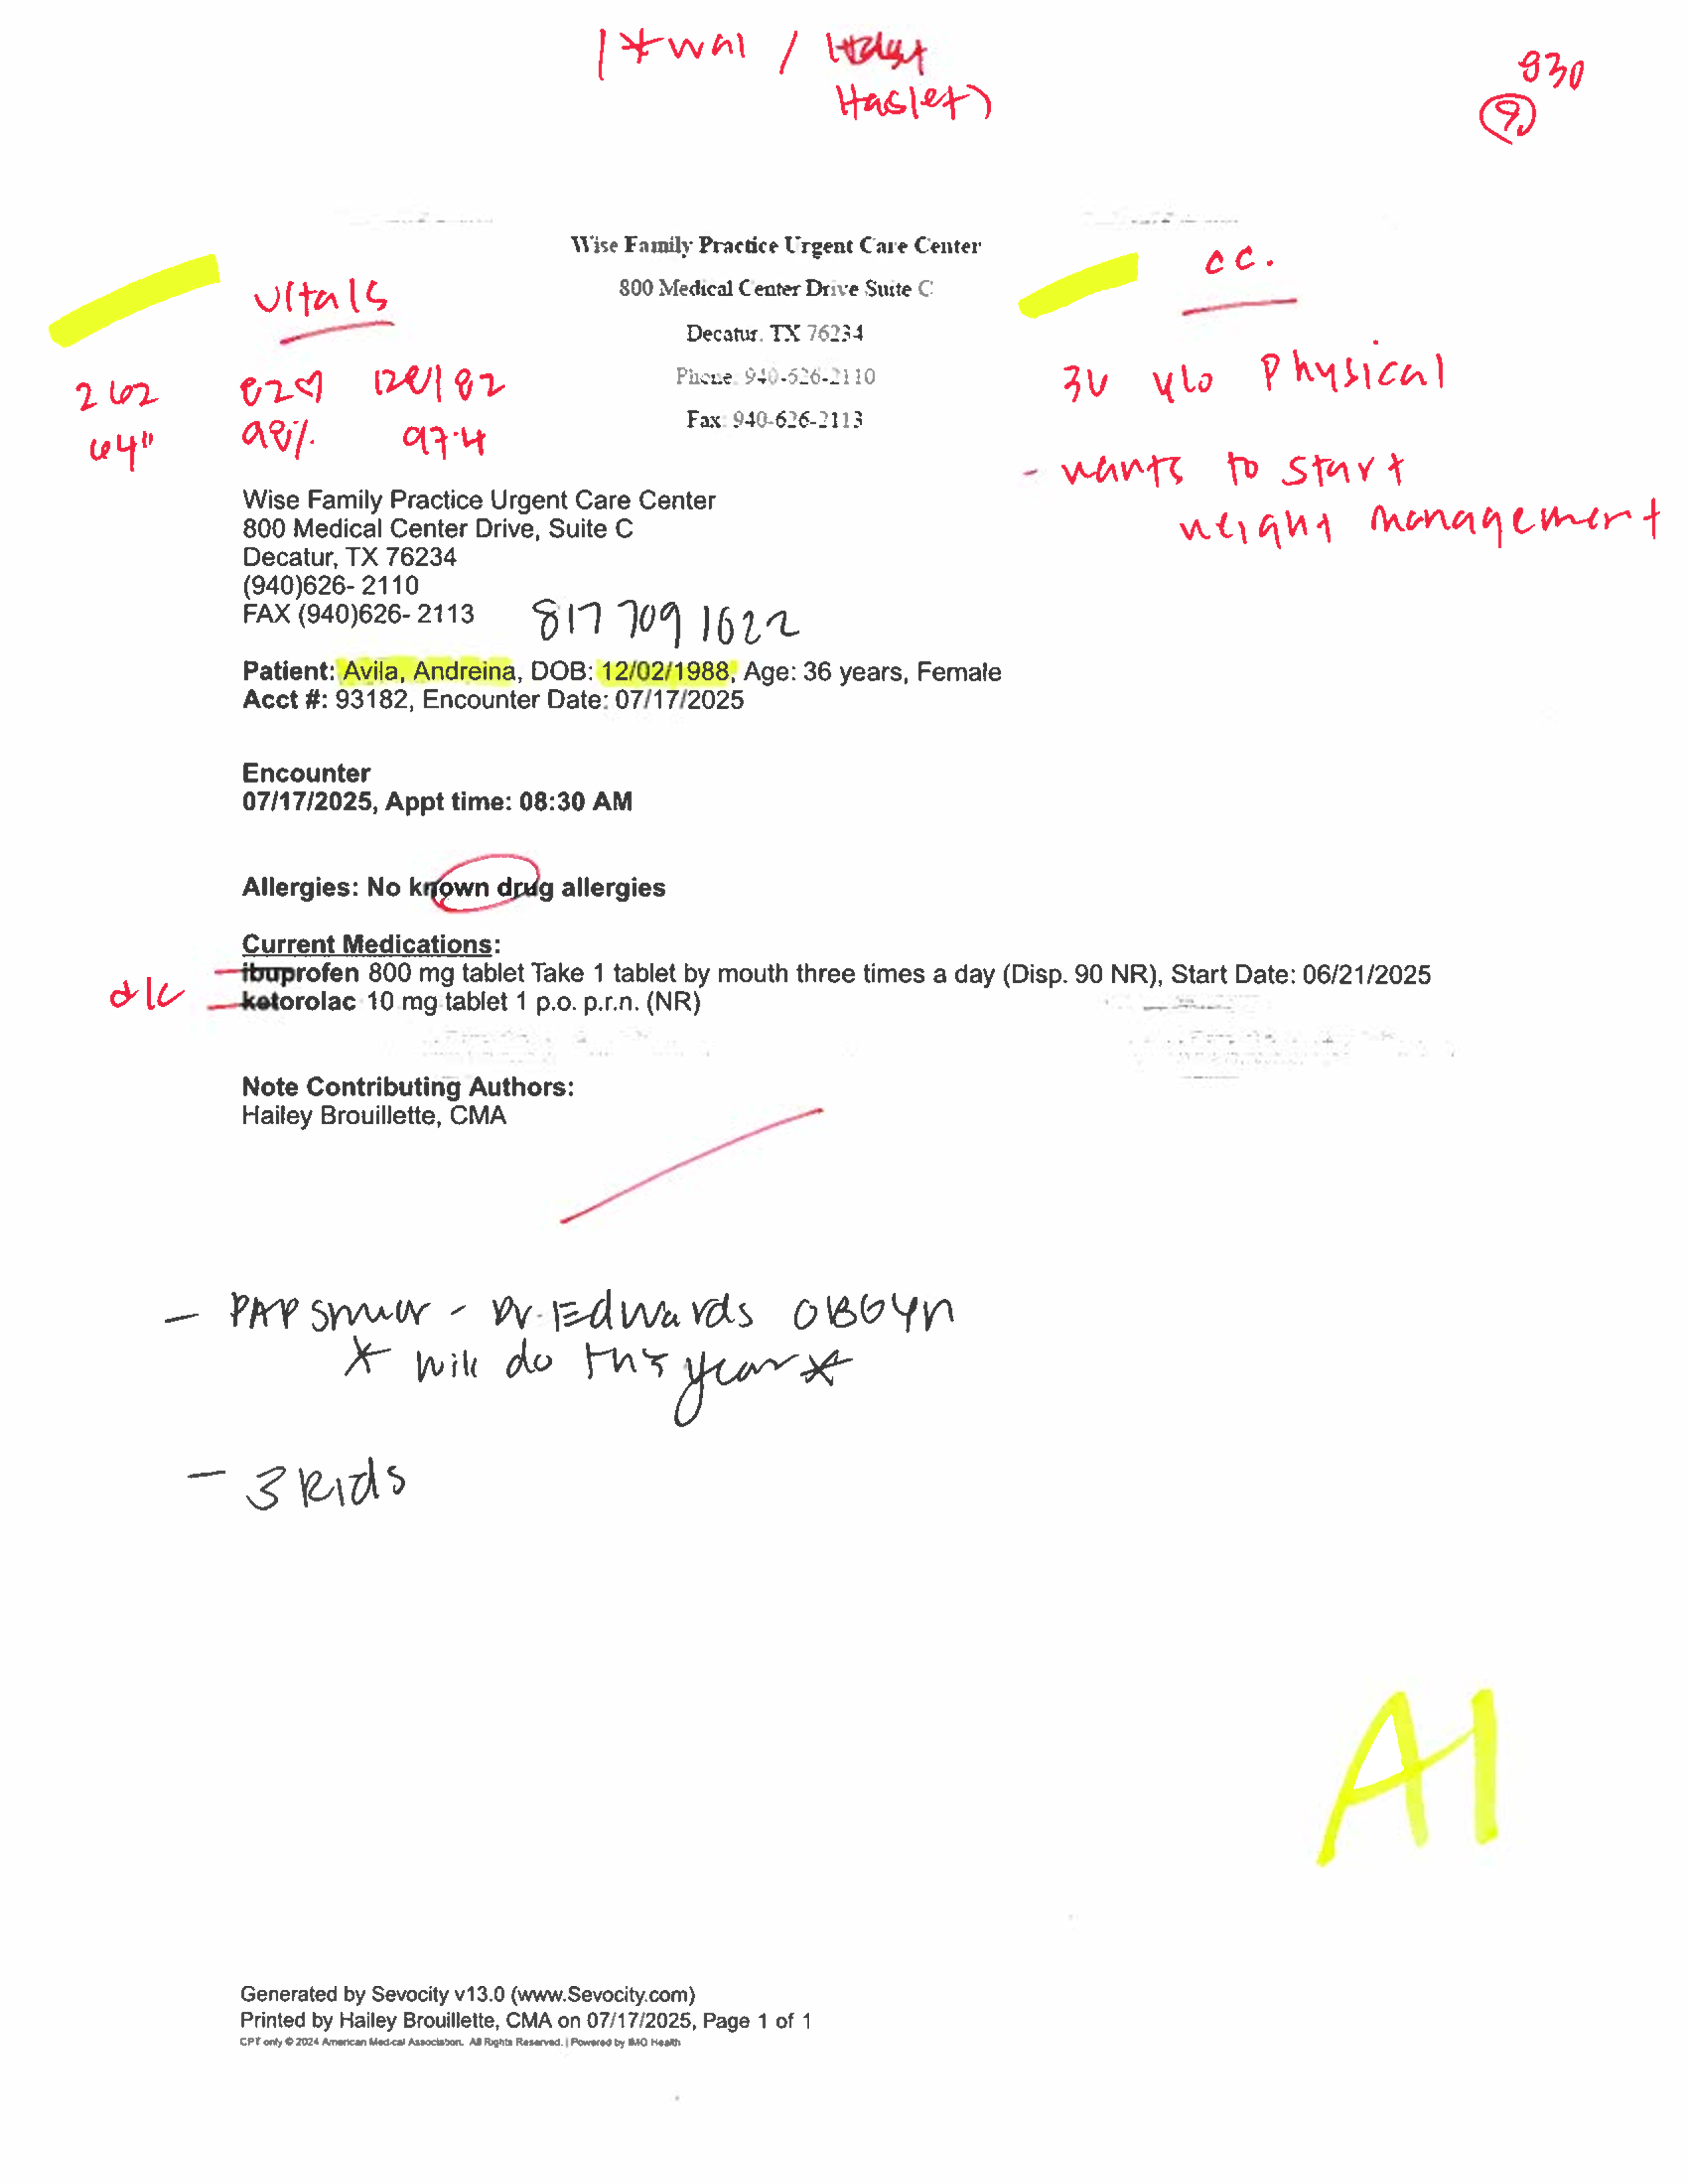 1*wal /
Haslet)
830
9
Wise Family Practice Urgent Care Center
800 Medical Center Drive Suite C
Decatur, TX 76234
Phone: 940-626-2110
Fax: 940-626-2113
Vitals
262 82♡ 128/82
64" 98% 97.4
cc.
36 y/o Physical
- wants to start
weight management
Wise Family Practice Urgent Care Center
800 Medical Center Drive, Suite C
Decatur, TX 76234
(940)626- 2110
FAX (940)626- 2113
817 709 1622
Patient: Avila, Andreina, DOB: 12/02/1988, Age: 36 years, Female
Acct #: 93182, Encounter Date: 07/17/2025
Encounter
07/17/2025, Appt time: 08:30 AM
Allergies: No known drug allergies
Current Medications:
ibuprofen 800 mg tablet Take 1 tablet by mouth three times a day (Disp. 90 NR), Start Date: 06/21/2025
d/c
ketorolac 10 mg tablet 1 p.o. p.r.n. (NR)
Note Contributing Authors:
Hailey Brouillette, CMA
- PAP smear - Dr. Edwards OBGYN
* will do this year *
- 3 kids
A1
Generated by Sevocity v13.0 (www.Sevocity.com)
Printed by Hailey Brouillette, CMA on 07/17/2025, Page 1 of 1
CPT only © 2024 American Medical Association. All Rights Reserved. | Powered by IMO Health